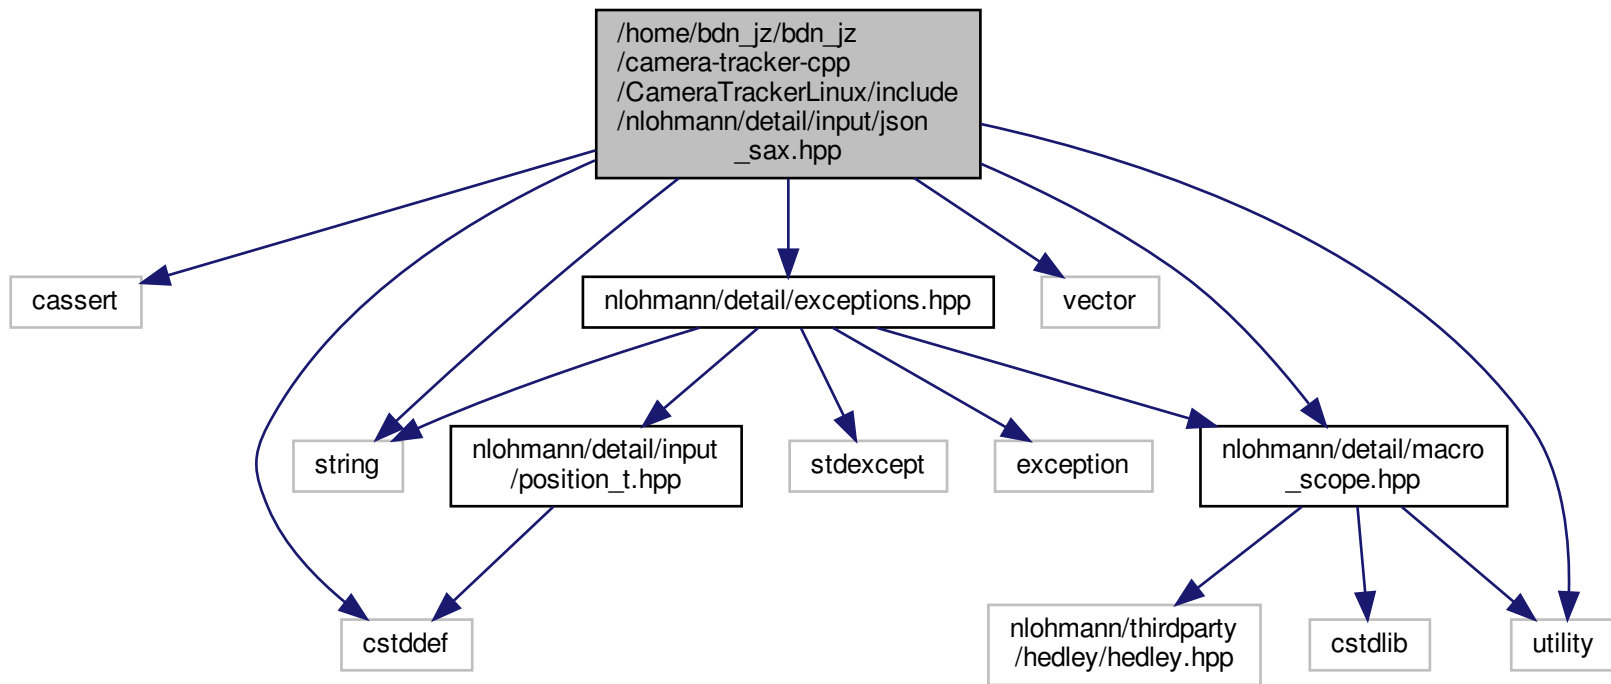 /home/bdn_jz/bdn_jz
/camera-tracker-cpp
/CameraTrackerLinux/include
/nlohmann/detail/input/json
_sax.hpp
cassert
nlohmann/detail/exceptions.hpp
vector
string
nlohmann/detail/input
/position_t.hpp
stdexcept
exception
nlohmann/detail/macro
_scope.hpp
cstddef
nlohmann/thirdparty
/hedley/hedley.hpp
cstdlib
utility